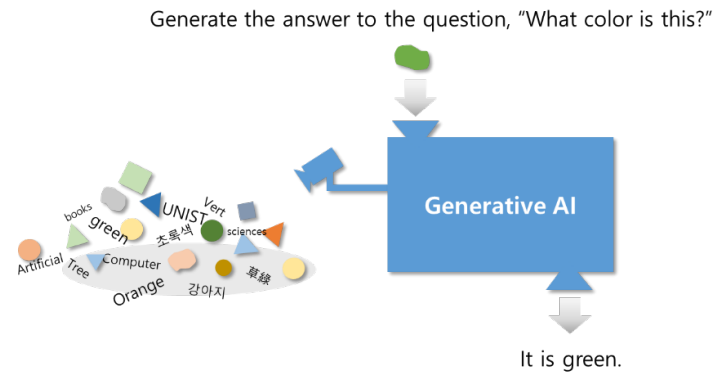 Generate the answer to the question, “What color is this?”
Generative AI
books
green
UNIST
Vert
초록색
sciences
Artificial
Tree
Computer
Orange
강아지
草綠
It is green.